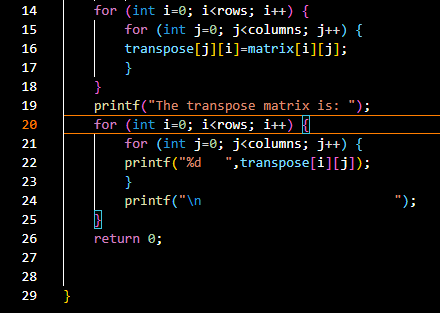 14 for (int i=0; i<rows; i++) {
15 for (int j=0; j<columns; j++) {
16 transpose[j][i]=matrix[i][j];
17 }
18 }
19 printf("The transpose matrix is: ");
20 for (int i=0; i<rows; i++) {
21 for (int j=0; j<columns; j++) {
22 printf("%d   ",transpose[i][j]);
23 }
24 printf("\n                         ");
25 }
26 return 0;
27
28
29 }